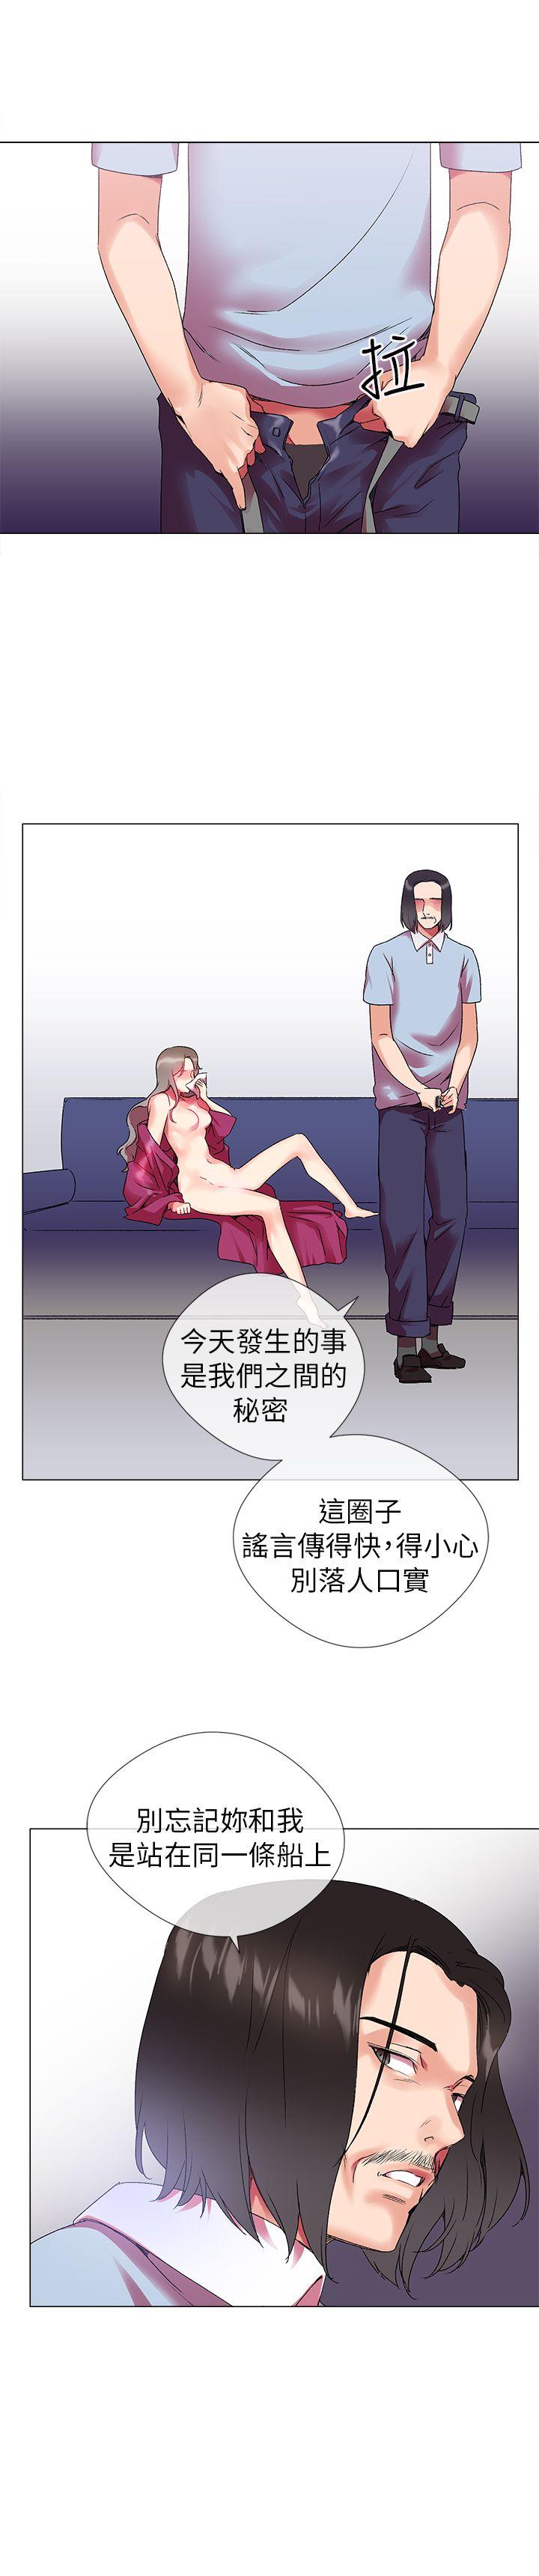 拉
今天發生的事
是我們之間的
秘密
這圈子
謠言傳得快，得小心
別落人口實
別忘記妳和我
是站在同一條船上